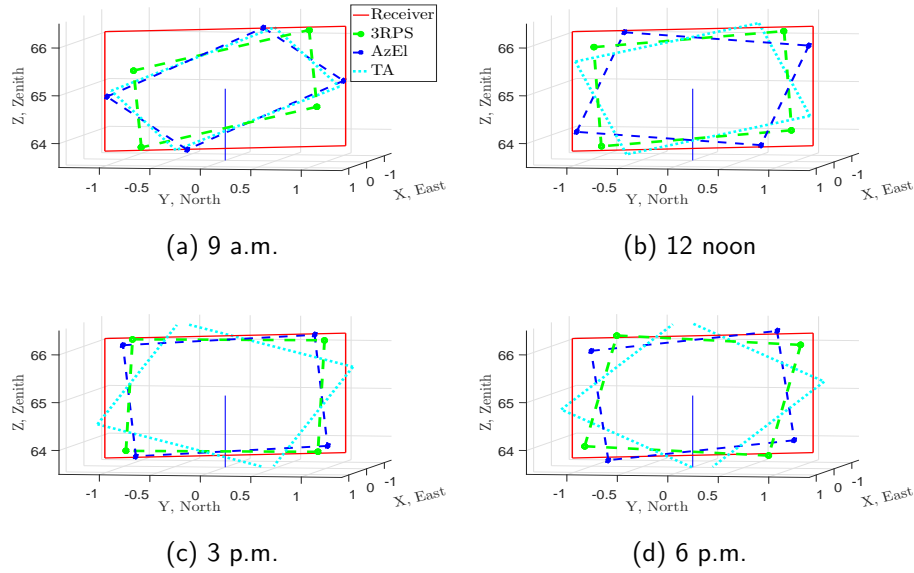 Receiver
3RPS
AzEl
TA
66
65
64
Z, Zenith
-1 -0.5 0 0.5 1
Y, North
1 0 -1
X, East
(a) 9 a.m.
66
65
64
Z, Zenith
-1 -0.5 0 0.5 1
Y, North
1 0 -1
X, East
(b) 12 noon
66
65
64
Z, Zenith
-1 -0.5 0 0.5 1
Y, North
1 0 -1
X, East
(c) 3 p.m.
66
65
64
Z, Zenith
-1 -0.5 0 0.5 1
Y, North
1 0 -1
X, East
(d) 6 p.m.